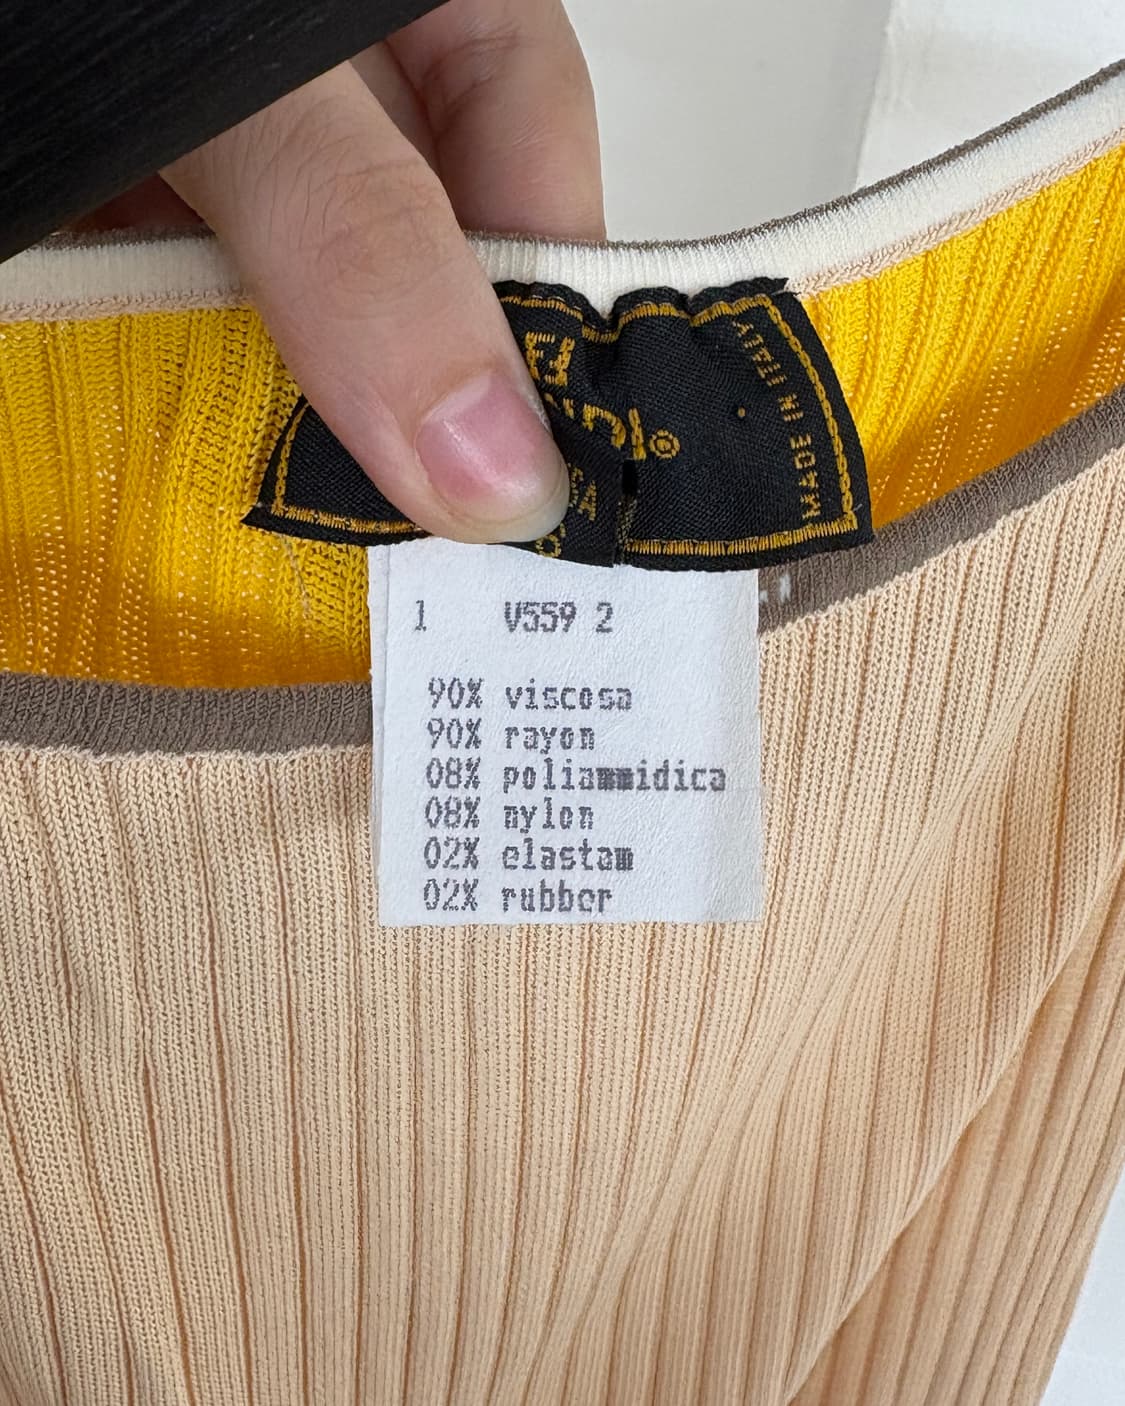 MADE IN ITALY
1 V559 2
90% viscosa
90% rayon
08% poliammidica
08% nylon
02% elastam
02% rubber